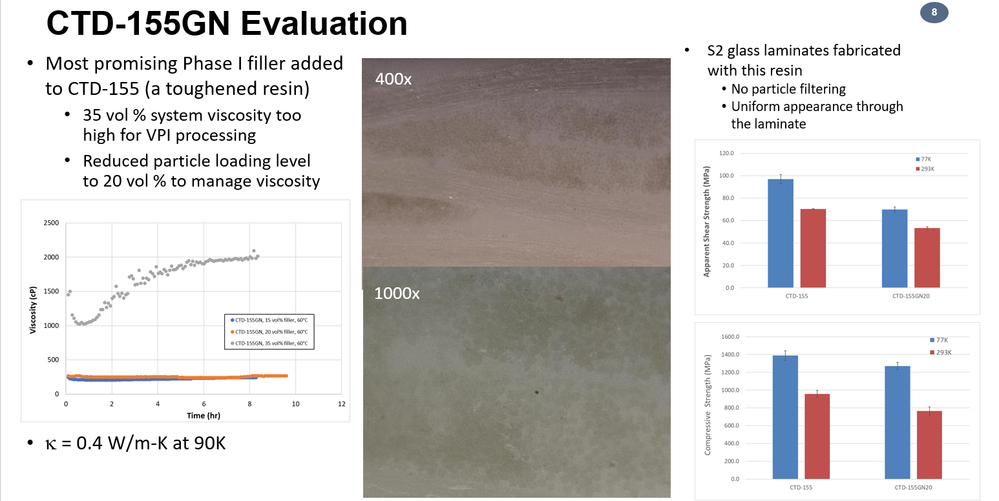 CTD-155GN Evaluation
8
• Most promising Phase I filler added
to CTD-155 (a toughened resin)
• 35 vol % system viscosity too
high for VPI processing
• Reduced particle loading level
to 20 vol % to manage viscosity
2500
2000
1500
1000
500
0
Viscosity (cP)
CTD-155GN, 15 vol% filler, 60°C
CTD-155GN, 20 vol% filler, 60°C
CTD-155GN, 35 vol% filler, 60°C
0 2 4 6 8 10 12
Time (hr)
• κ = 0.4 W/m-K at 90K
400x
1000x
• S2 glass laminates fabricated
with this resin
• No particle filtering
• Uniform appearance through
the laminate
120.0
100.0
80.0
60.0
40.0
20.0
0.0
Apparent Shear Strength (MPa)
77K
293K
CTD-155 CTD-155GN20
1600.0
1400.0
1200.0
1000.0
800.0
600.0
400.0
200.0
0.0
Compressive Strength (MPa)
77K
293K
CTD-155 CTD-155GN20